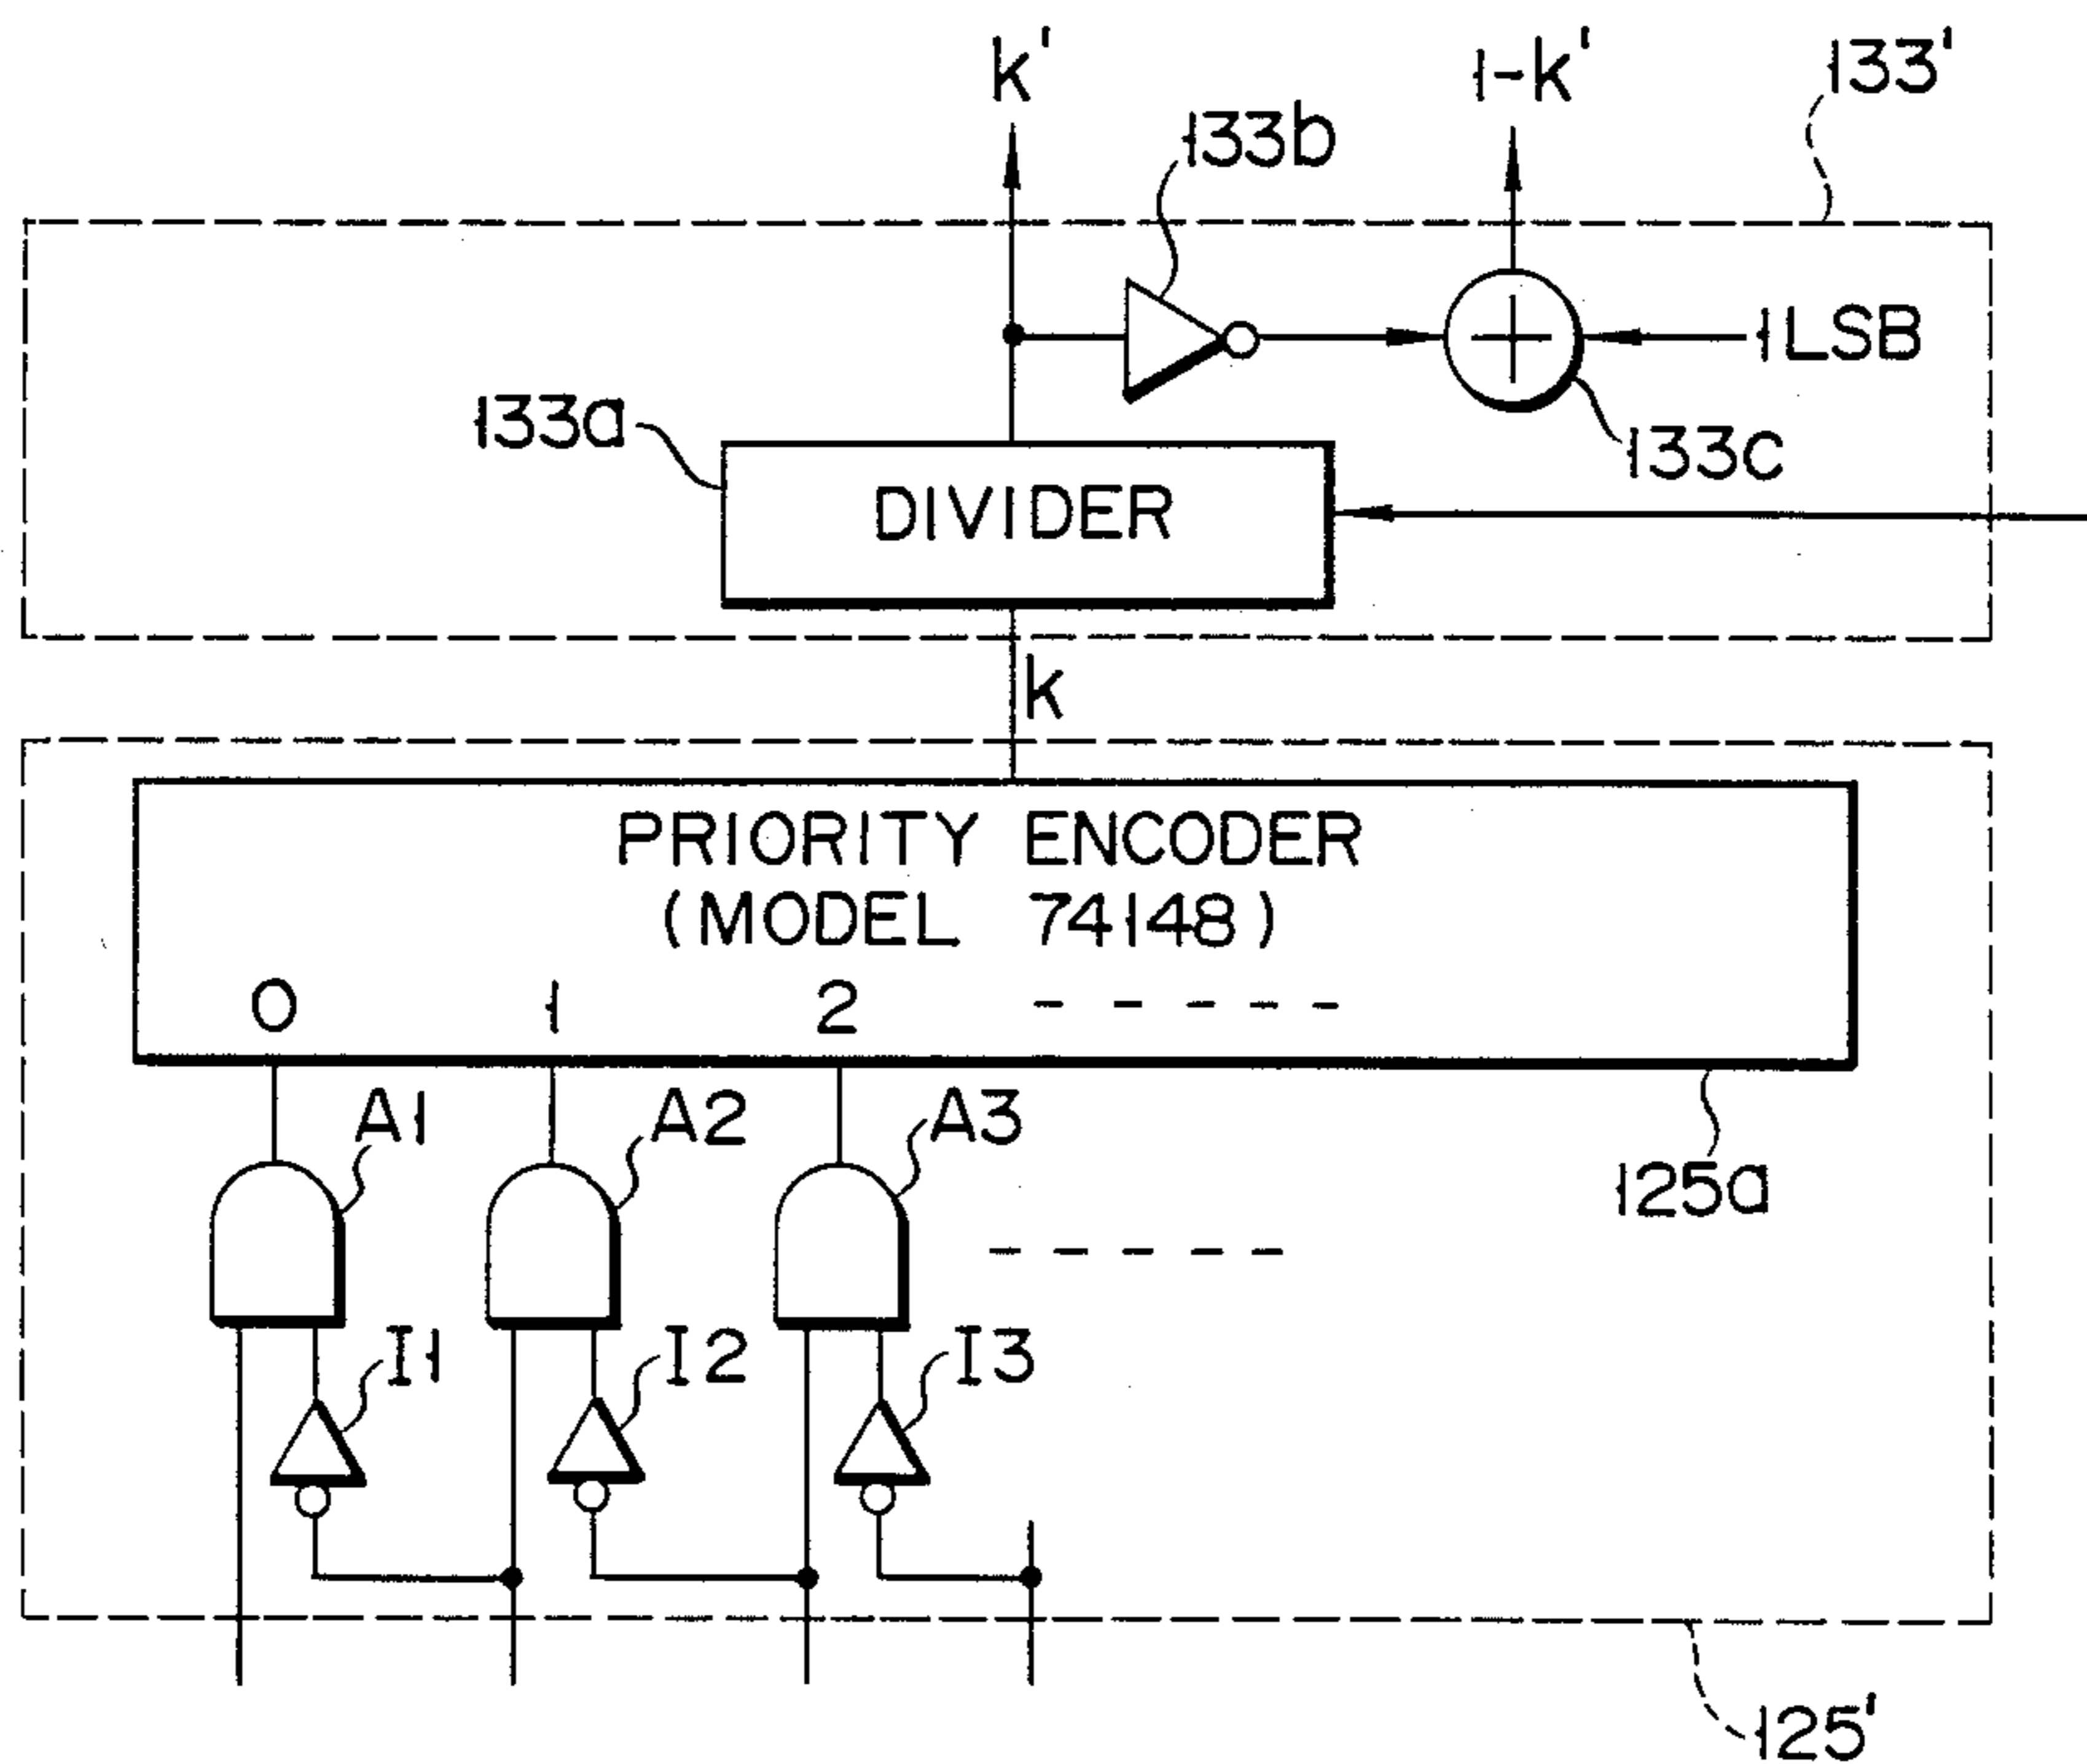 k'
1-k'
133'
133b
1LSB
133a
133c
DIVIDER
k
PRIORITY ENCODER
(MODEL 74148)
0 1 2 - - - - -
A1 A2 A3
125a
- - - - -
I1 I2 I3
125'